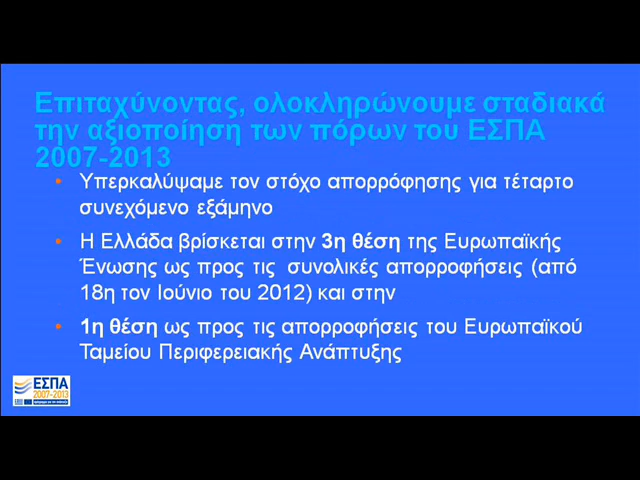 Επιταχύνοντας, ολοκληρώνουμε σταδιακά
την αξιοποίηση των πόρων του ΕΣΠΑ
2007-2013
• Υπερκαλύψαμε τον στόχο απορρόφησης για τέταρτο
συνεχόμενο εξάμηνο
• Η Ελλάδα βρίσκεται στην 3η θέση της Ευρωπαϊκής
Ένωσης ως προς τις συνολικές απορροφήσεις (από
18η τον Ιούνιο του 2012) και στην
• 1η θέση ως προς τις απορροφήσεις του Ευρωπαϊκού
Ταμείου Περιφερειακής Ανάπτυξης
ΕΣΠΑ
2007-2013